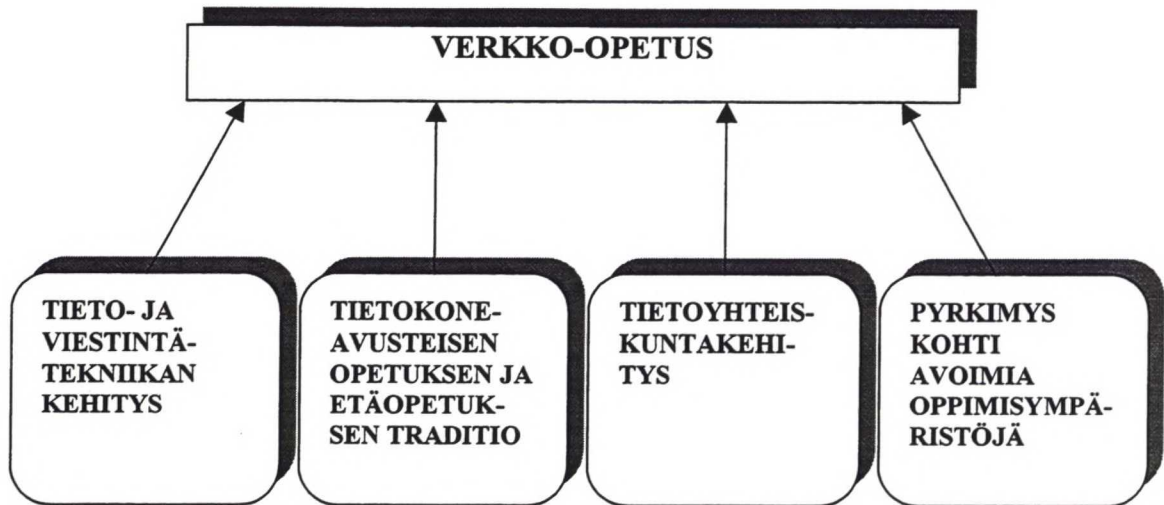 VERKKO-OPETUS
TIETO- JA
VIESTINTÄ-
TEKNIIKAN
KEHITYS
TIETOKONE-
AVUSTEISEN
OPETUKSEN JA
ETÄOPETUK-
SEN TRADITIO
TIETOYHTEIS-
KUNTAKEHI-
TYS
PYRKIMYS
KOHTI
AVOIMIA
OPPIMISYMPÄ-
RISTÖJÄ